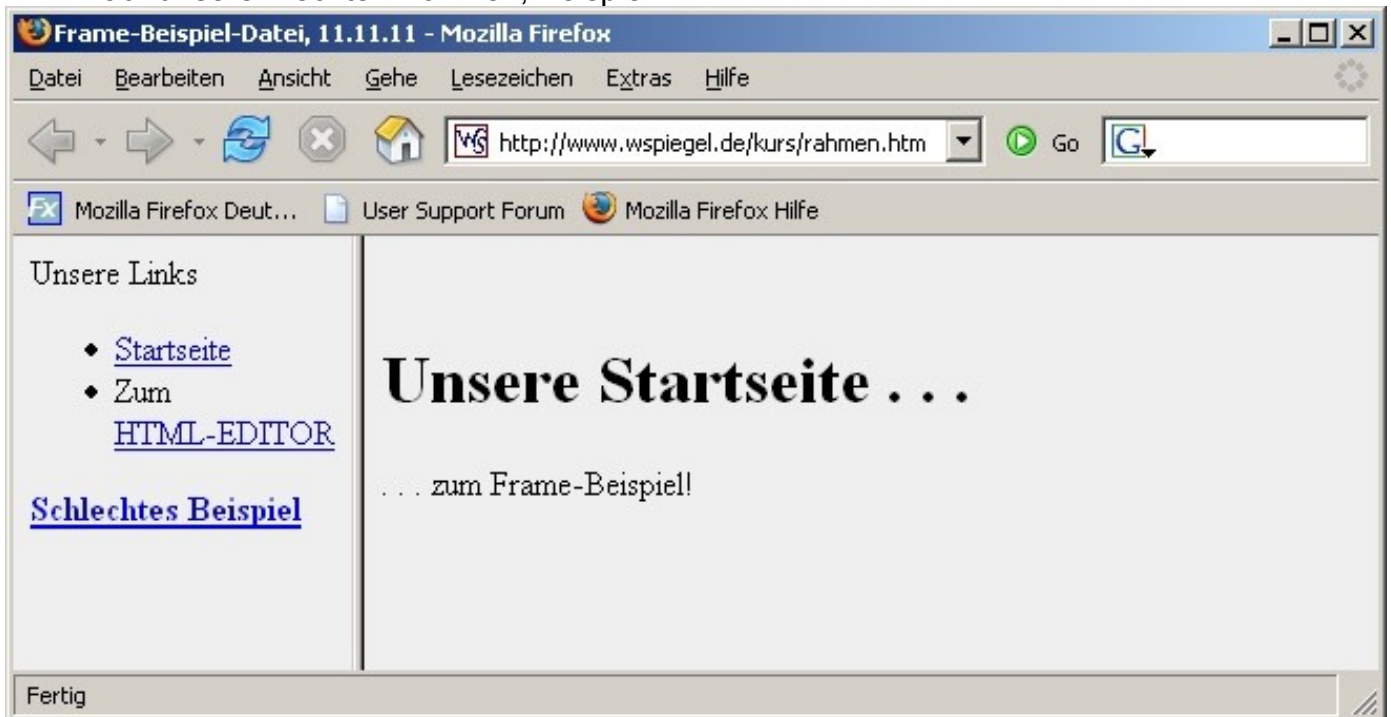 Frame-Beispiel-Datei, 11.11.11 - Mozilla Firefox
Datei Bearbeiten Ansicht Gehe Lesezeichen Extras Hilfe
http://www.wspiegel.de/kurs/rahmen.htm Go
Mozilla Firefox Deut... User Support Forum Mozilla Firefox Hilfe
Unsere Links
Startseite
Zum
HTML-EDITOR
Schlechtes Beispiel
Unsere Startseite . . .
. . . zum Frame-Beispiel!
Fertig